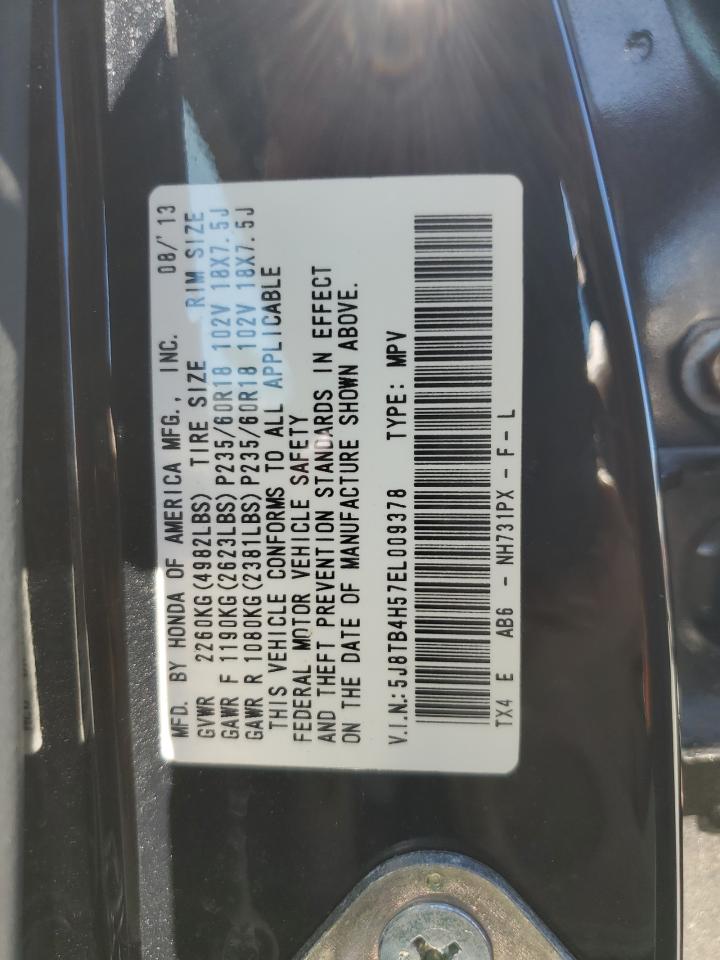 MFD. BY HONDA OF AMERICA MFG., INC. 08/'13
GVWR 2260KG(4982LBS) TIRE SIZE RIM SIZE
GAWR F 1190KG(2623LBS) P235/60R18 102V 18X7.5J
GAWR R 1080KG(2381LBS) P235/60R18 102V 18X7.5J
THIS VEHICLE CONFORMS TO ALL APPLICABLE
FEDERAL MOTOR VEHICLE SAFETY
AND THEFT PREVENTION STANDARDS IN EFFECT
ON THE DATE OF MANUFACTURE SHOWN ABOVE.
V.I.N.: 5J8TB4H57EL009378 TYPE: MPV
TX4 E AB6 - NH731PX - F - L